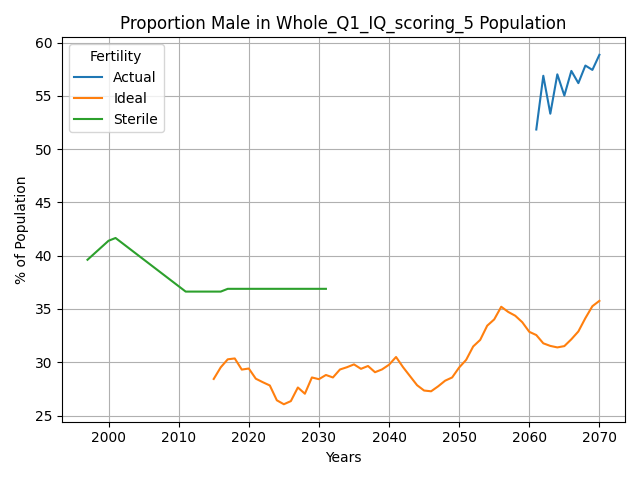 Proportion Male in Whole_Q1_IQ_scoring_5 Population
Fertility
Actual
Ideal
Sterile
% of Population
60
55
50
45
40
35
30
25
2000 2010 2020 2030 2040 2050 2060 2070
Years